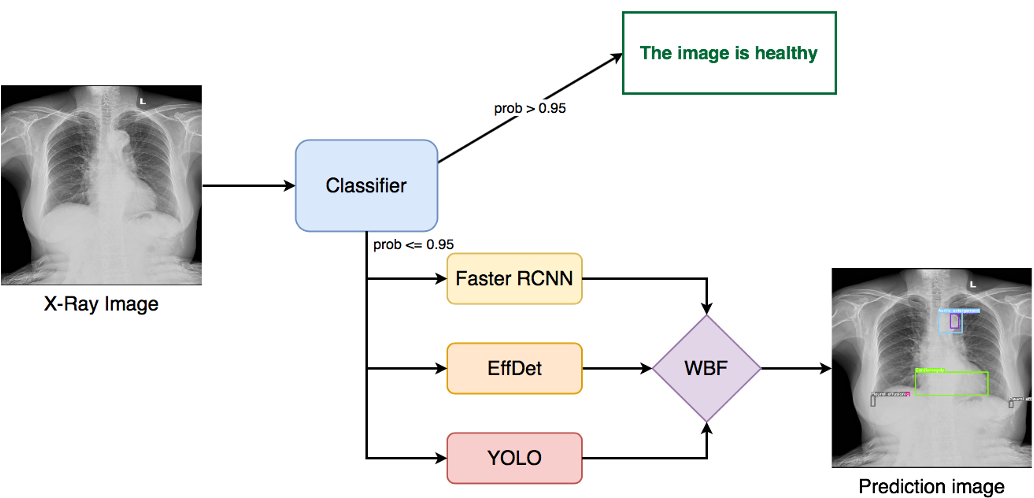 The image is healthy
prob > 0.95
L
Classifier
prob <= 0.95
X-Ray Image
Faster RCNN
EffDet
YOLO
WBF
L
Prediction image